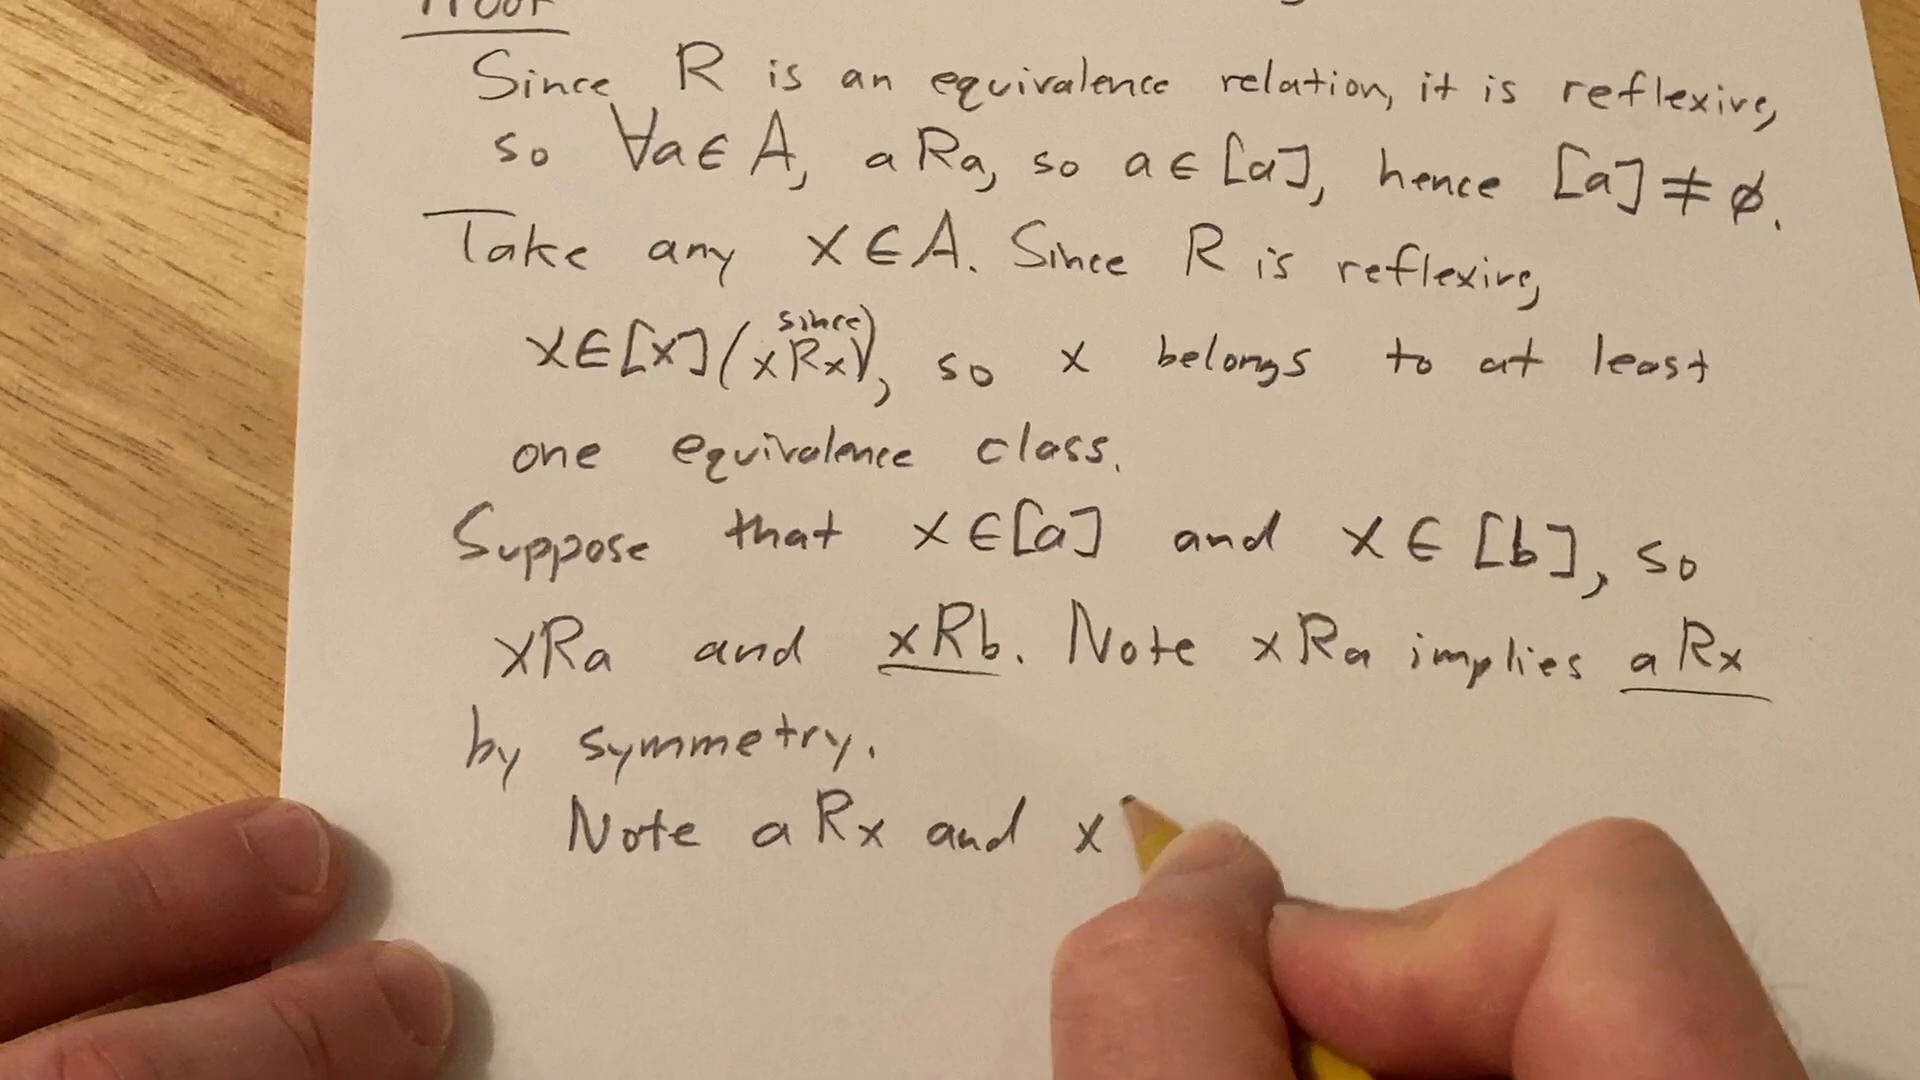 Proof
Since R is an equivalence relation, it is reflexive,
so ∀a∈A, aRa, so a∈[a], hence [a]≠∅.
Take any x∈A. Since R is reflexive,
x∈[x] (since xRx), so x belongs to at least
one equivalence class.
Suppose that x∈[a] and x∈[b], so
xRa and xRb. Note xRa implies aRx
by symmetry.
Note aRx and x